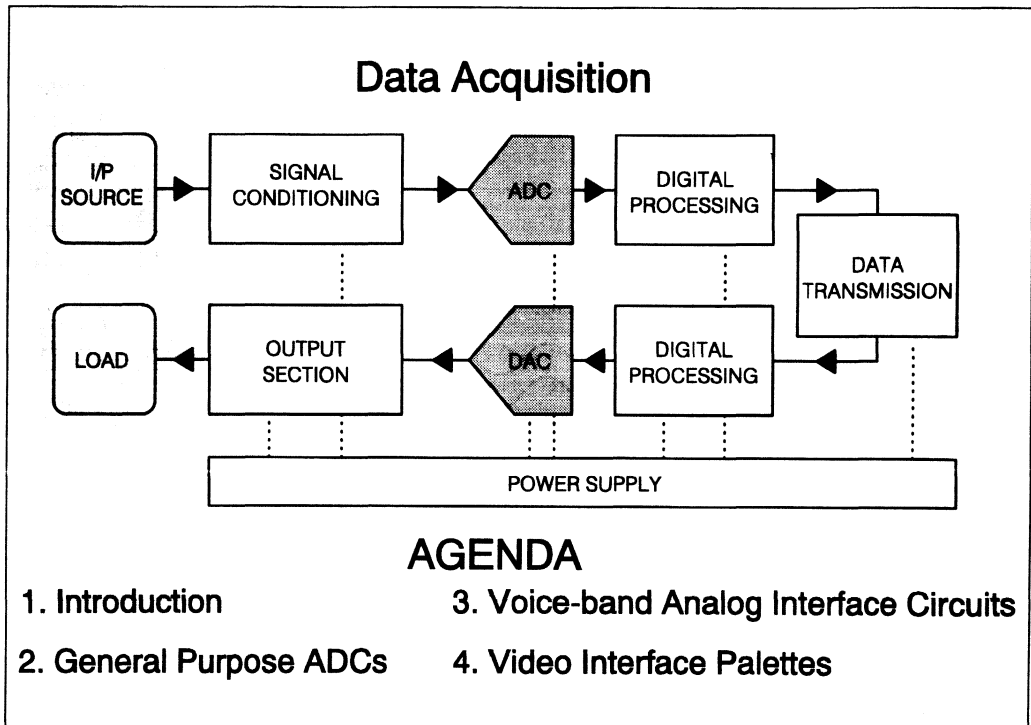 Data Acquisition
I/P
SOURCE
SIGNAL
CONDITIONING
ADC
DIGITAL
PROCESSING
DATA
TRANSMISSION
LOAD
OUTPUT
SECTION
DAC
DIGITAL
PROCESSING
POWER SUPPLY
AGENDA
1. Introduction
2. General Purpose ADCs
3. Voice-band Analog Interface Circuits
4. Video Interface Palettes